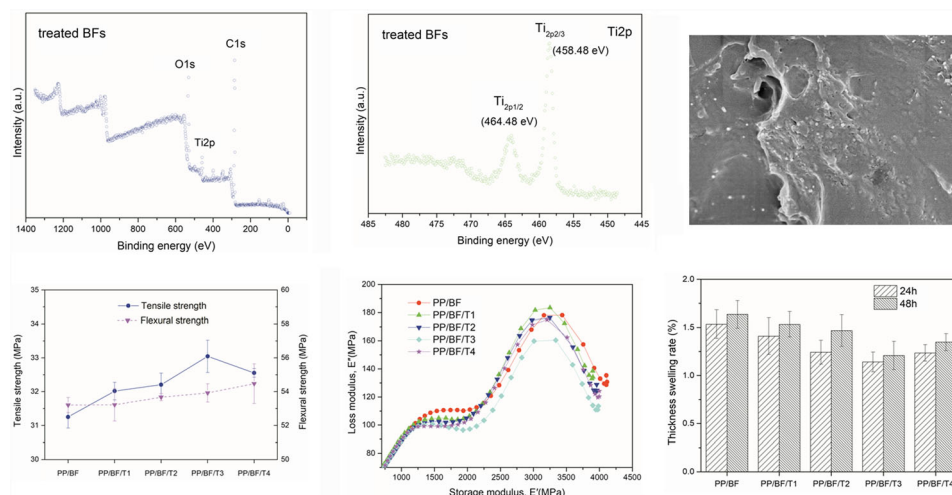 treated BFs
C1s
O1s
Ti2p
Intensity (a.u.)
1400 1200 1000 800 600 400 200 0
Binding energy (eV)
treated BFs
Ti2p2/3
(458.48 eV)
Ti2p
Ti2p1/2
(464.48 eV)
Intensity (a.u.)
485 480 475 470 465 460 455 450 445
Binding energy (eV)
Tensile strength
Flexural strength
Tensile strength (MPa)
35
34
33
32
31
30
Flexural strength (MPa)
60
58
56
54
52
50
PP/BF PP/BF/T1 PP/BF/T2 PP/BF/T3 PP/BF/T4
PP/BF
PP/BF/T1
PP/BF/T2
PP/BF/T3
PP/BF/T4
Loss modulus, E″(MPa)
200
180
160
140
120
100
80
1000 1500 2000 2500 3000 3500 4000 4500
Storage modulus, E'(MPa)
24h
48h
Thickness swelling rate (%)
2.0
1.5
1.0
0.5
0.0
PP/BF PP/BF/T1 PP/BF/T2 PP/BF/T3 PP/BF/T4